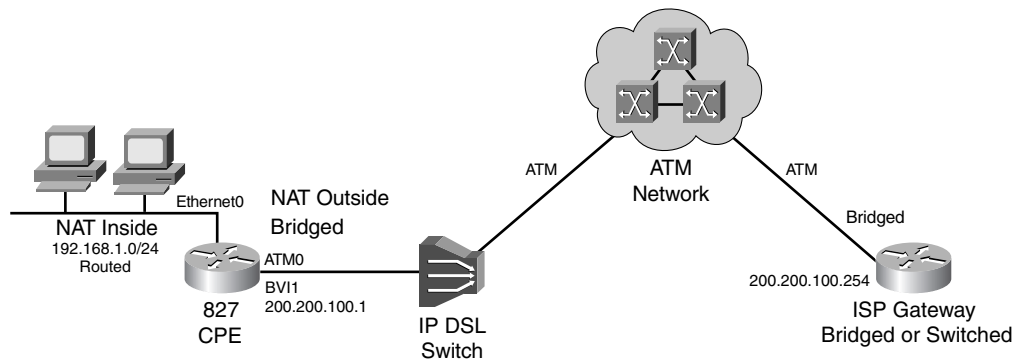 ATM
Network
ATM
ATM
Ethernet0
NAT Outside
Bridged
NAT Inside
192.168.1.0/24
Routed
ATM0
BVI1
200.200.100.1
827
CPE
IP DSL
Switch
Bridged
200.200.100.254
ISP Gateway
Bridged or Switched